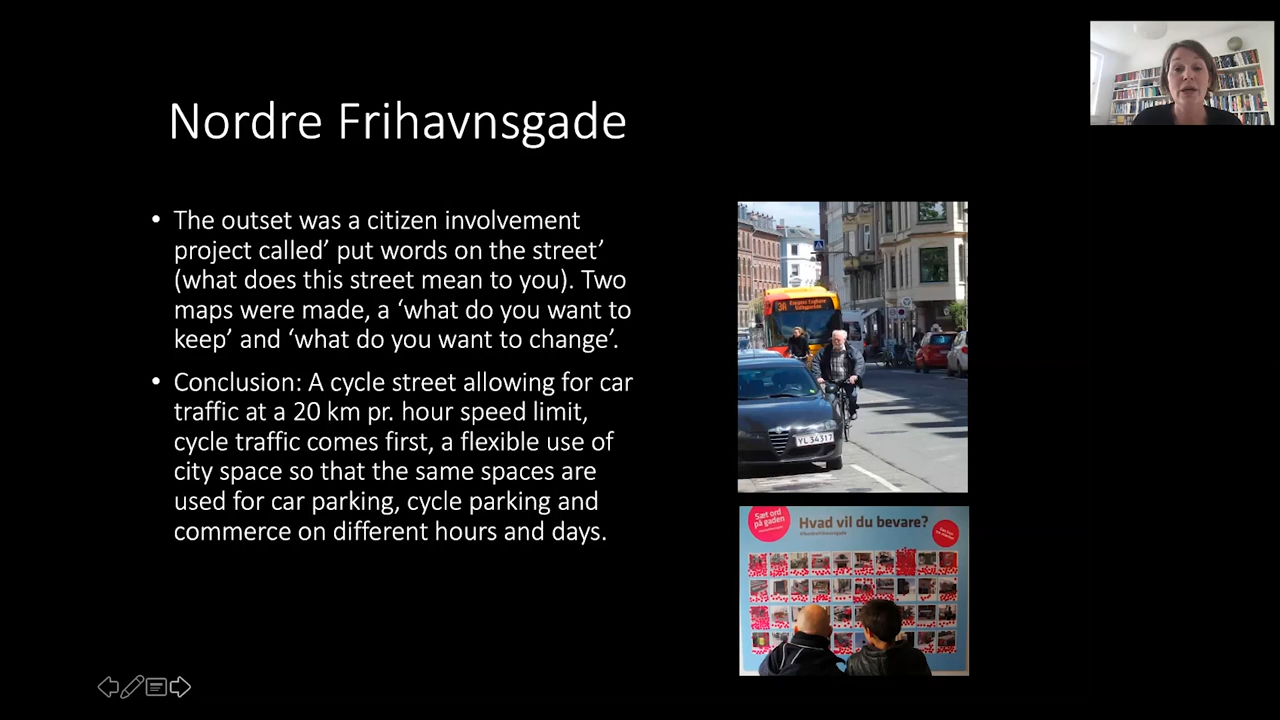 Nordre Frihavnsgade
• The outset was a citizen involvement
project called’ put words on the street’
(what does this street mean to you). Two
maps were made, a ‘what do you want to
keep’ and ‘what do you want to change’.
• Conclusion: A cycle street allowing for car
traffic at a 20 km pr. hour speed limit,
cycle traffic comes first, a flexible use of
city space so that the same spaces are
used for car parking, cycle parking and
commerce on different hours and days.
3A
YL 34317
Sæt ord
på gaden
Hvad vil du bevare?